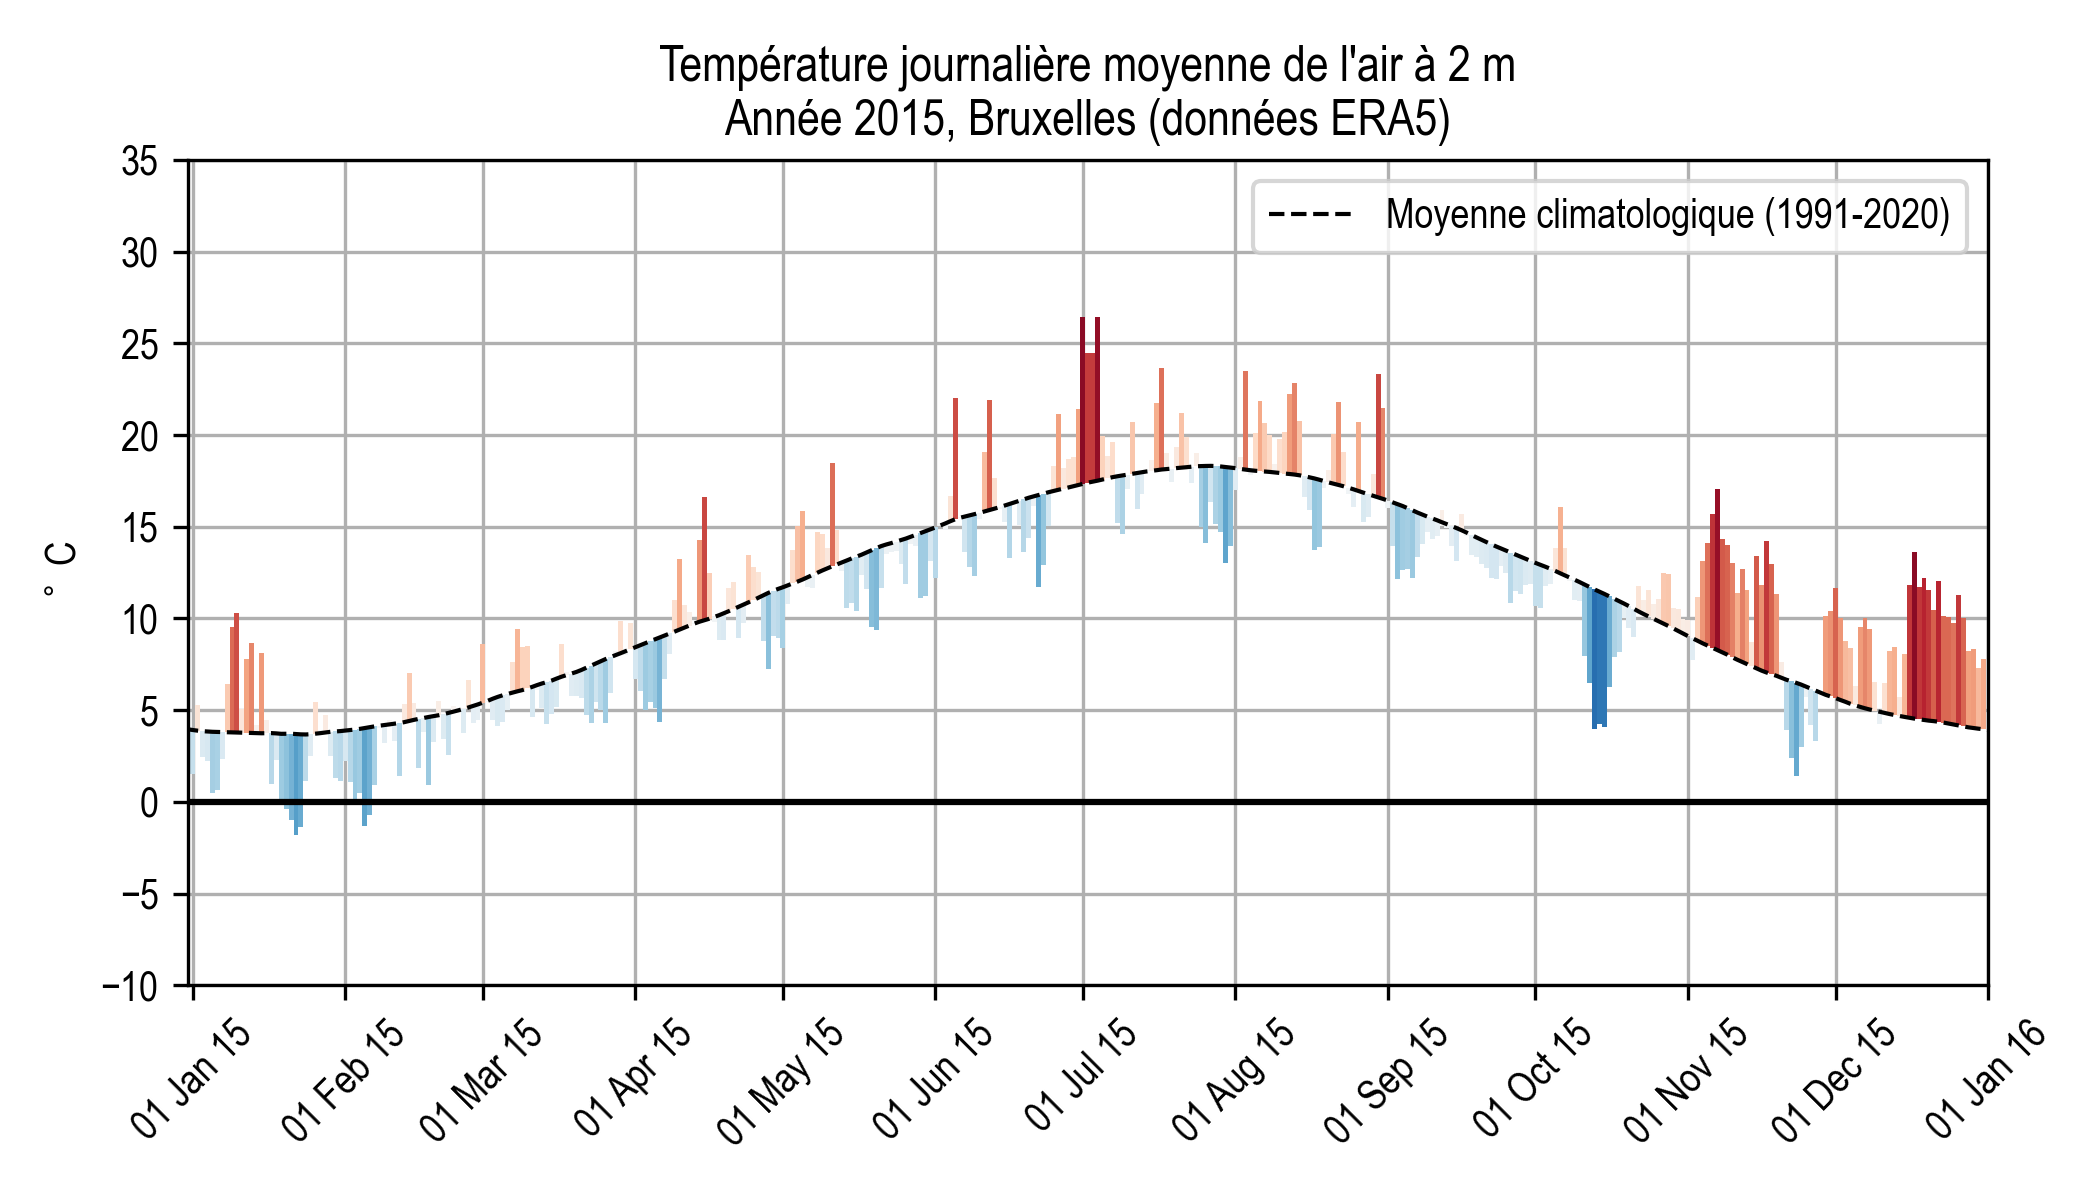 Température journalière moyenne de l'air à 2 m
Année 2015, Bruxelles (données ERA5)
35
30
25
20
15
10
5
0
−5
−10
° C
Moyenne climatologique (1991-2020)
01 Jan 15
01 Feb 15
01 Mar 15
01 Apr 15
01 May 15
01 Jun 15
01 Jul 15
01 Aug 15
01 Sep 15
01 Oct 15
01 Nov 15
01 Dec 15
01 Jan 16